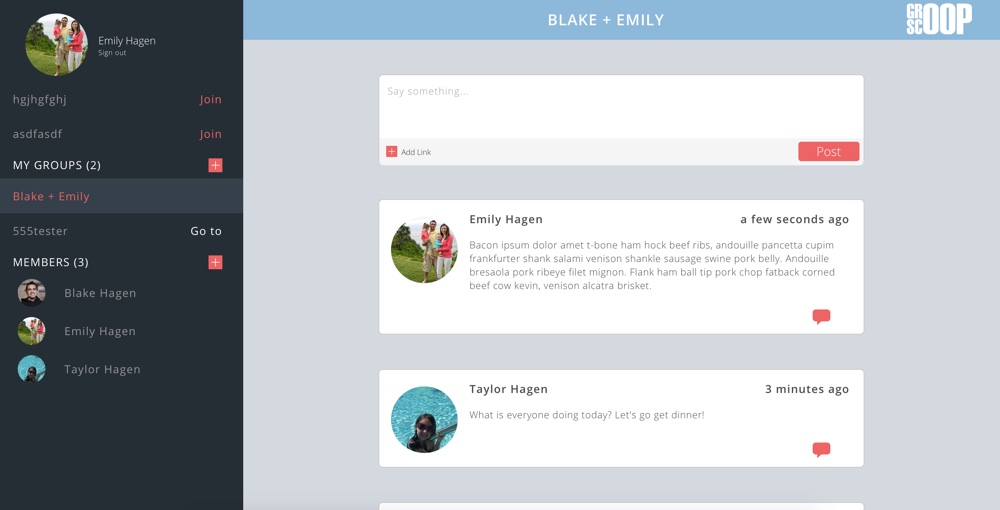 Emily Hagen
Sign out
hgjhgfghj Join
asdfasdf Join
MY GROUPS (2) +
Blake + Emily
555tester Go to
MEMBERS (3) +
Blake Hagen
Emily Hagen
Taylor Hagen
BLAKE + EMILY
GR
SCOOP
Say something...
+ Add Link
Post
Emily Hagen a few seconds ago
Bacon ipsum dolor amet t-bone ham hock beef ribs, andouille pancetta cupim
frankfurter shank salami venison shankle sausage swine pork belly. Andouille
bresaola pork ribeye filet mignon. Flank ham ball tip pork chop fatback corned
beef cow kevin, venison alcatra brisket.
Taylor Hagen 3 minutes ago
What is everyone doing today? Let's go get dinner!